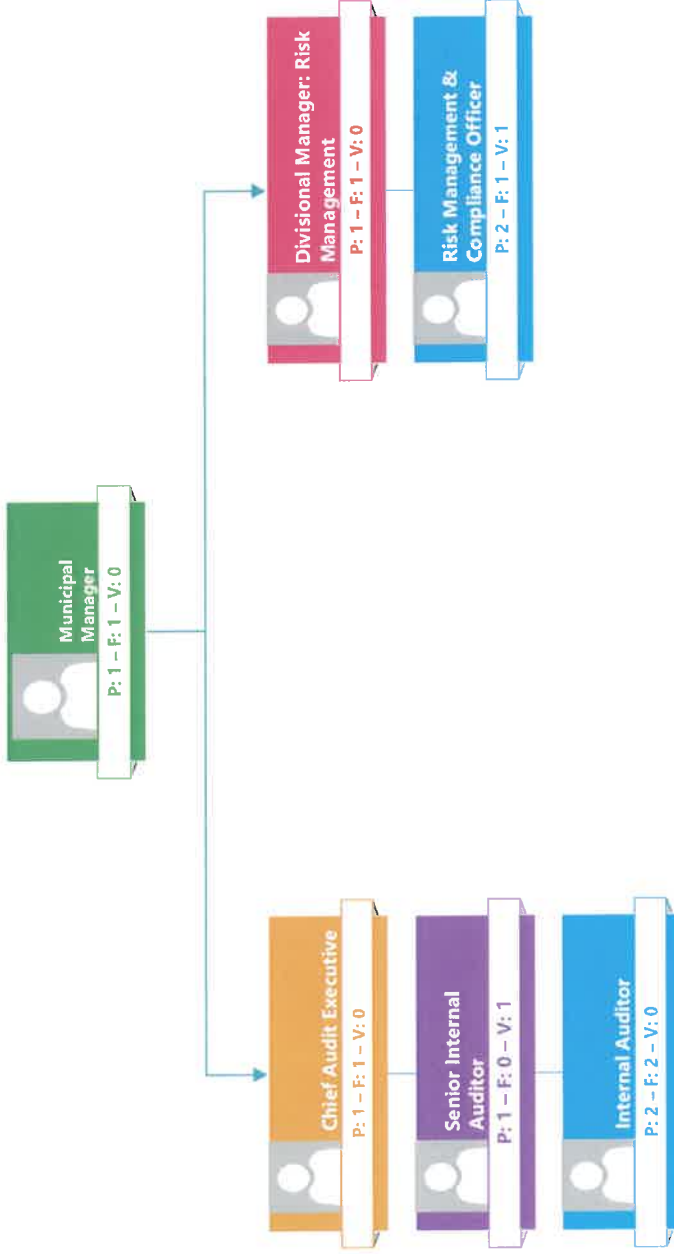 Municipal
Manager
P: 1 – F: 1 – V: 0
Chief Audit Executive
P: 1 – F: 1 – V: 0
Senior Internal
Auditor
P: 1 – F: 0 – V: 1
Internal Auditor
P: 2 – F: 2 – V: 0
Divisional Manager: Risk
Management
P: 1 – F: 1 – V: 0
Risk Management &
Compliance Officer
P: 2 – F: 1 – V: 1